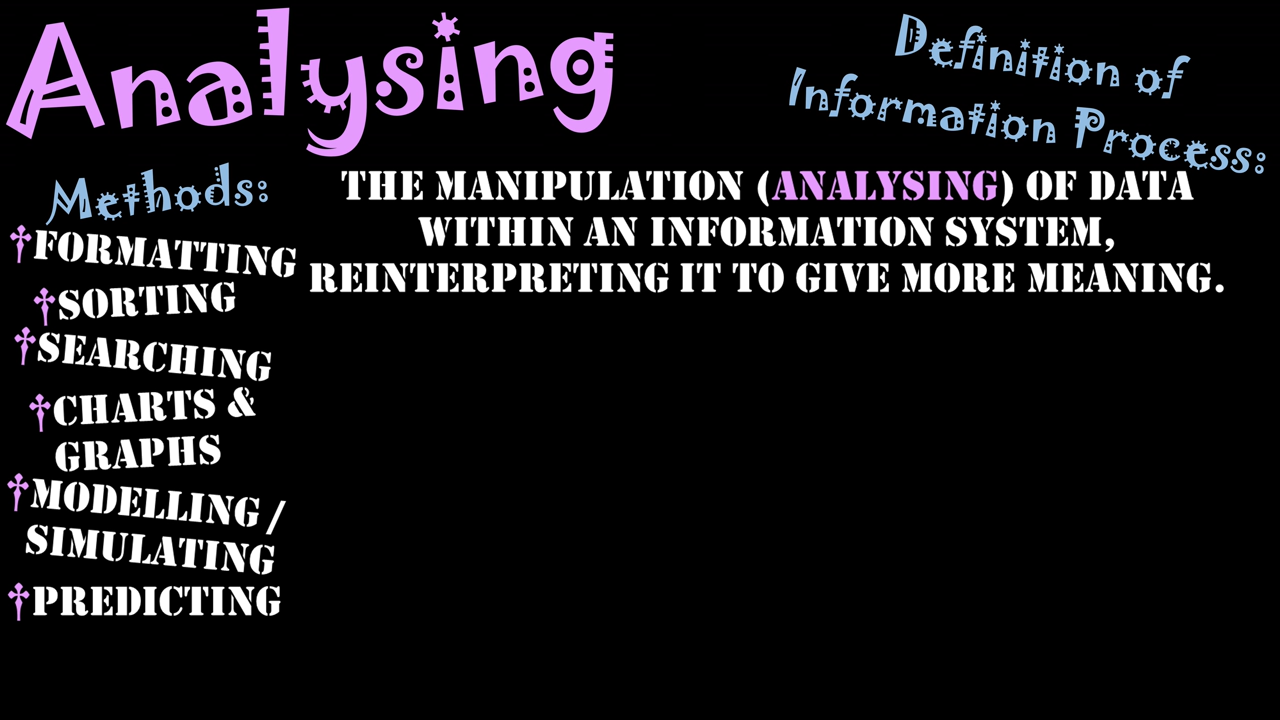 Analysing
Definition of
Information Process:
THE MANIPULATION (ANALYSING) OF DATA
WITHIN AN INFORMATION SYSTEM,
REINTERPRETING IT TO GIVE MORE MEANING.
Methods:
†FORMATTING
†SORTING
†SEARCHING
†CHARTS &
GRAPHS
†MODELLING /
SIMULATING
†PREDICTING